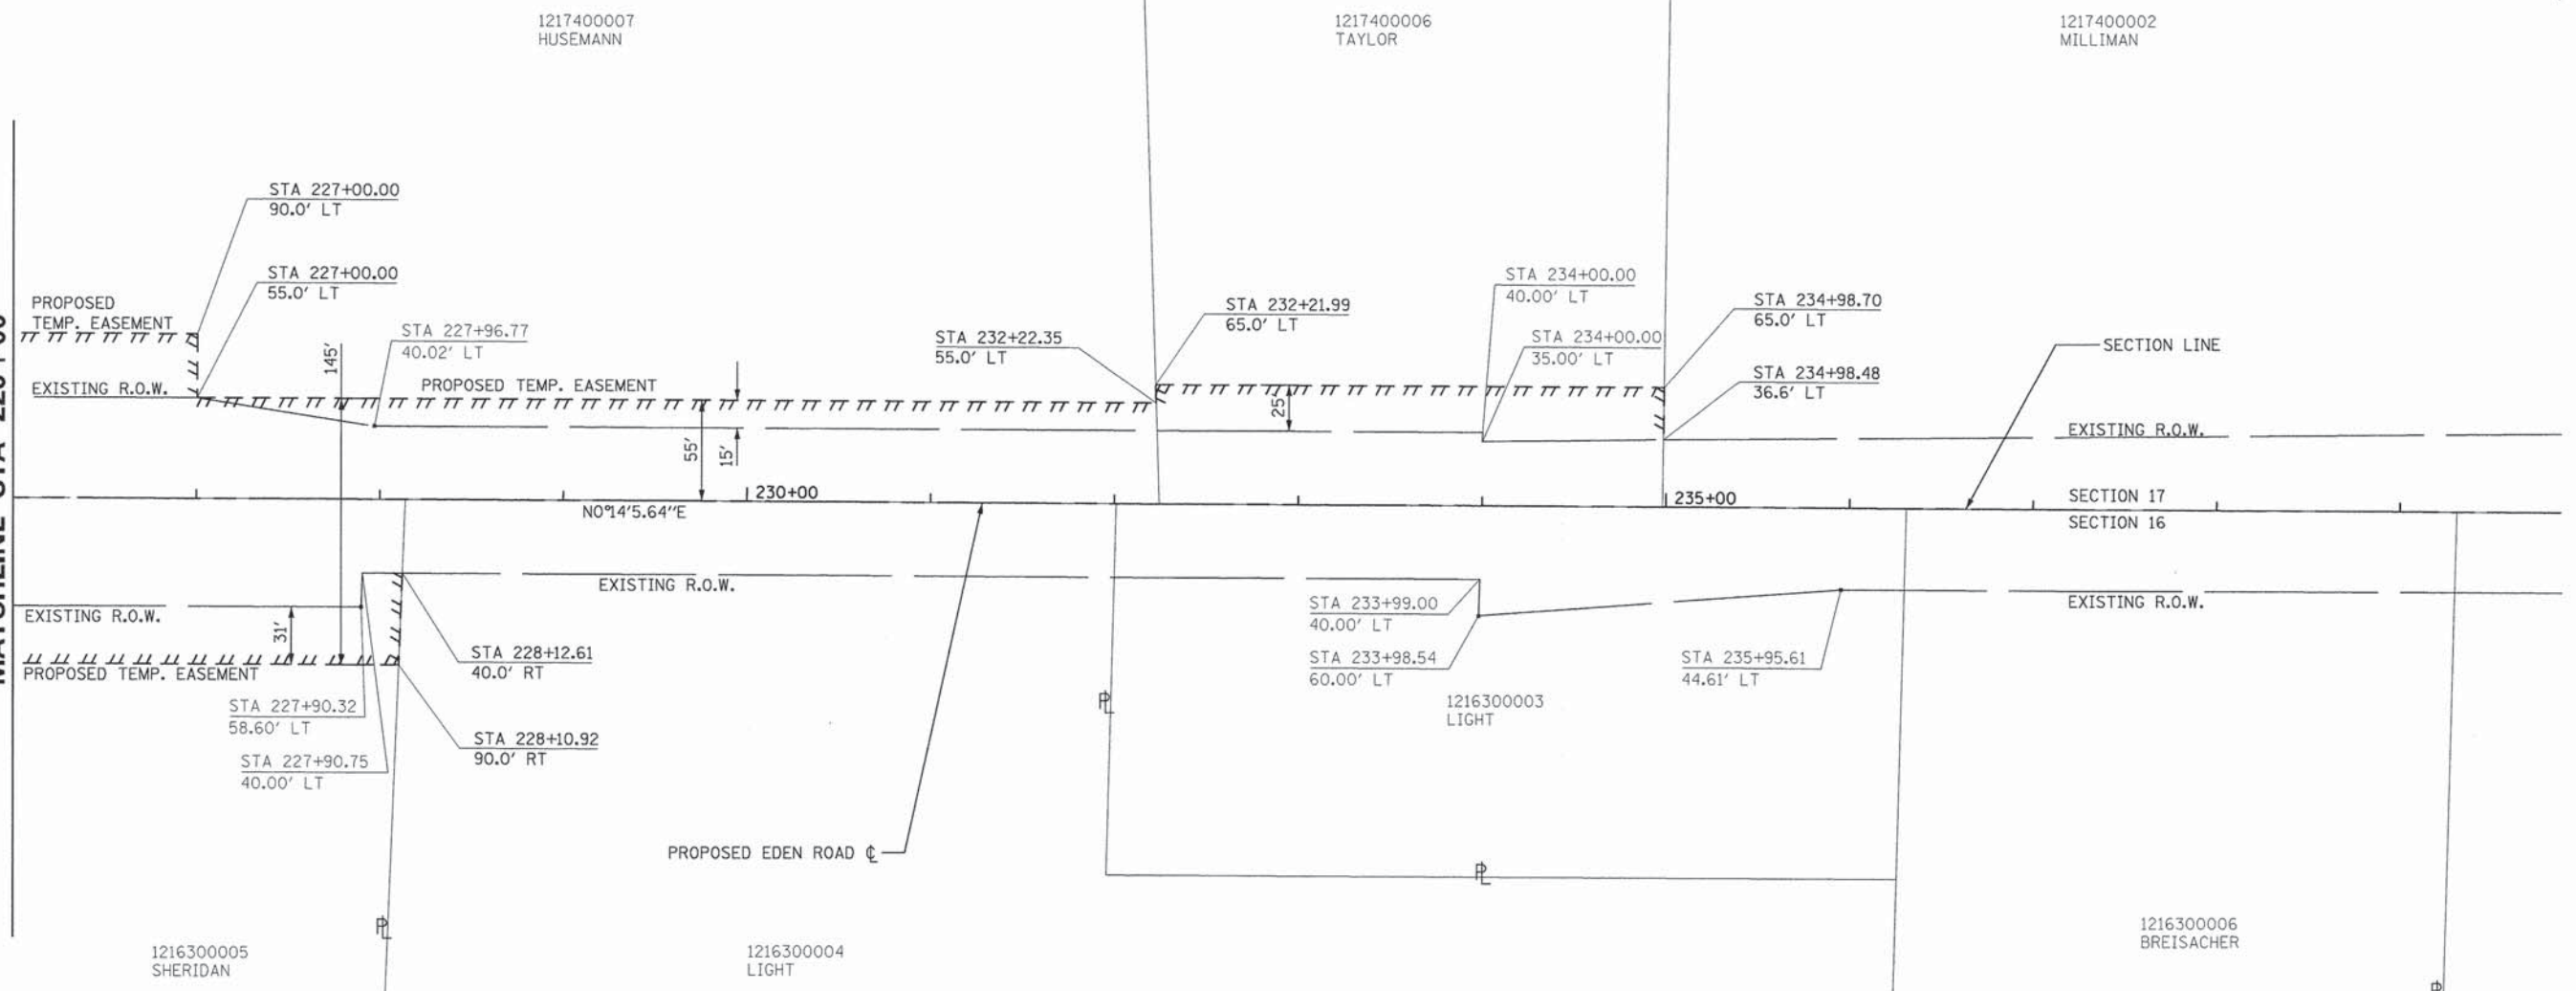 1217400007
HUSEMANN
1217400006
TAYLOR
1217400002
MILLIMAN
STA 227+00.00
90.0' LT
STA 227+00.00
55.0' LT
PROPOSED
TEMP. EASEMENT
EXISTING R.O.W.
STA 227+96.77
40.02' LT
145'
PROPOSED TEMP. EASEMENT
55'
15'
STA 232+22.35
55.0' LT
STA 232+21.99
65.0' LT
25'
STA 234+00.00
40.00' LT
STA 234+00.00
35.00' LT
STA 234+98.70
65.0' LT
STA 234+98.48
36.6' LT
SECTION LINE
EXISTING R.O.W.
230+00
235+00
N0°14'5.64"E
SECTION 17
SECTION 16
EXISTING R.O.W.
EXISTING R.O.W.
EXISTING R.O.W.
31'
PROPOSED TEMP. EASEMENT
STA 228+12.61
40.0' RT
STA 227+90.32
58.60' LT
STA 228+10.92
90.0' RT
STA 227+90.75
40.00' LT
STA 233+99.00
40.00' LT
STA 233+98.54
60.00' LT
STA 235+95.61
44.61' LT
1216300003
LIGHT
PROPOSED EDEN ROAD ℄
PL
PL
PL
PL
1216300005
SHERIDAN
1216300004
LIGHT
1216300006
BREISACHER